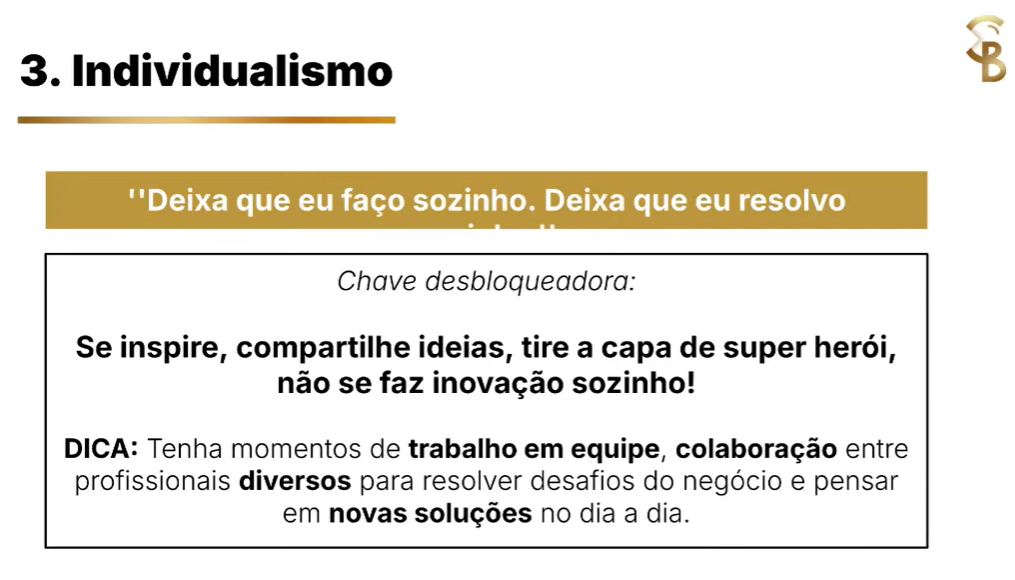 3. Individualismo
''Deixa que eu faço sozinho. Deixa que eu resolvo
Chave desbloqueadora:
Se inspire, compartilhe ideias, tire a capa de super herói,
não se faz inovação sozinho!
DICA: Tenha momentos de trabalho em equipe, colaboração entre
profissionais diversos para resolver desafios do negócio e pensar
em novas soluções no dia a dia.